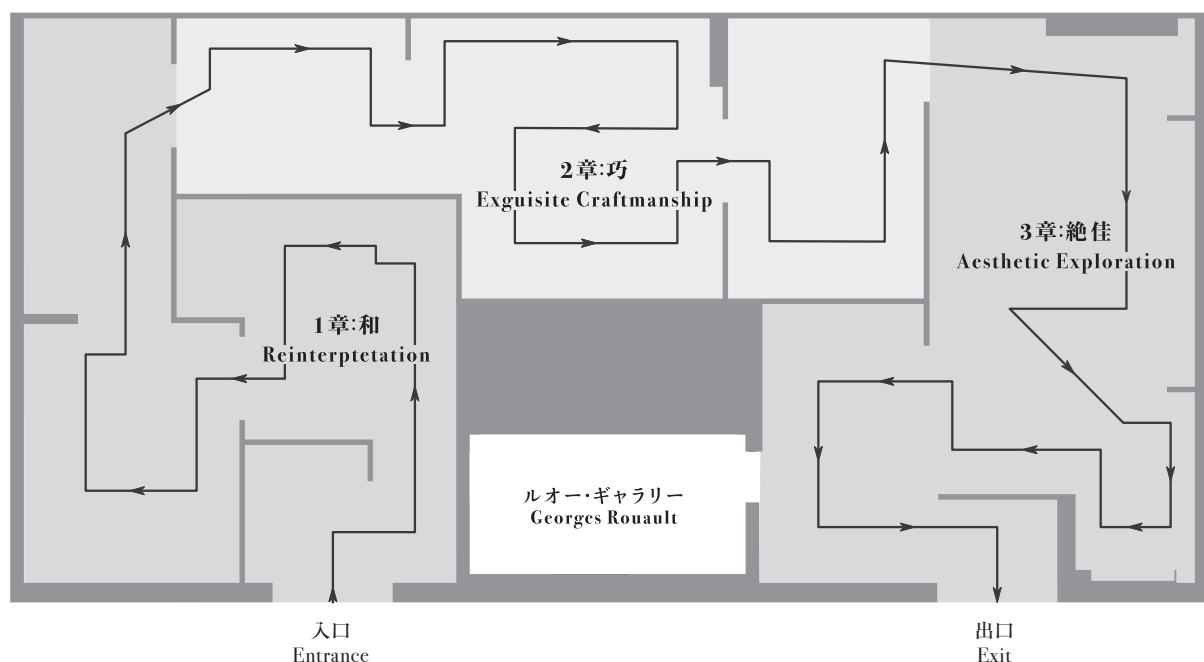 1章:和
Reinterptetation
2章:巧
Exguisite Craftmanship
3章:絶佳
Aesthetic Exploration
ルオー・ギャラリー
Georges Rouault
入口
Entrance
出口
Exit